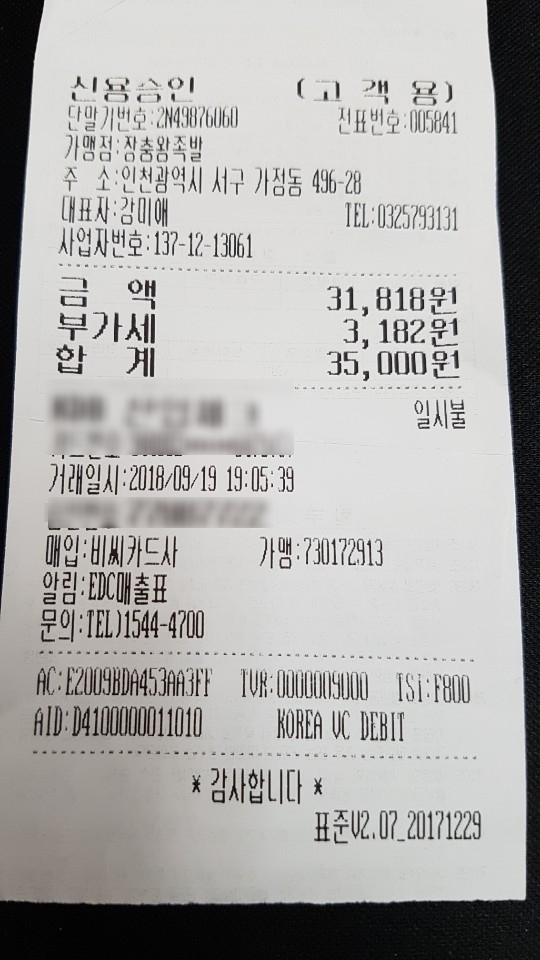 신용승인 (고 객 용)
단말기번호:2N49876060 전표번호:005841
가맹점:장충왕족발
주 소:인천광역시 서구 가정동 496-28
대표자:감미애 TEL:0325793131
사업자번호:137-12-13061
금 액 31,818원
부가세 3,182원
합 계 35,000원
일시불
거래일시:2018/09/19 19:05:39
매입:비씨카드사 가맹:730172913
알림:EDC매출표
문의:TEL)1544-4700
AC:E2009BDA453AA3FF TVR:0000009000 TSi:F800
AID:D4100000011010 KOREA VC DEBIT
* 감사합니다 *
표준V2.07_20171229